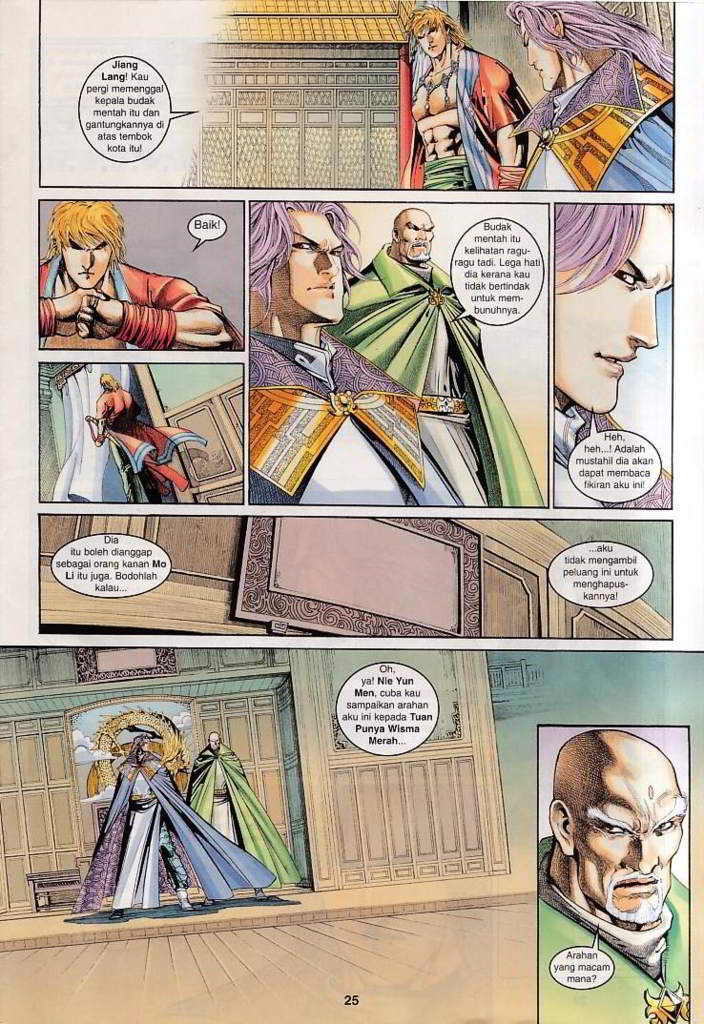 Jiang
Lang! Kau
pergi memenggal
kepala budak
mentah itu dan
gantungkannya di
atas tembok
kota itu!
Baik!
Budak
mentah itu
kelihatan ragu-
ragu tadi. Lega hati
dia kerana kau
tidak bertindak
untuk mem-
bunuhnya.
Heh,
heh...! Adalah
mustahil dia akan
dapat membaca
fikiran aku ini!
Dia
itu boleh dianggap
sebagai orang kanan Mo
Li itu juga. Bodohlah
kalau...
...aku
tidak mengambil
peluang ini untuk
menghapus-
kannya!
Oh,
ya! Nie Yun
Men, cuba kau
sampaikan arahan
aku ini kepada Tuan
Punya Wisma
Merah...
Arahan
yang macam
mana?
25